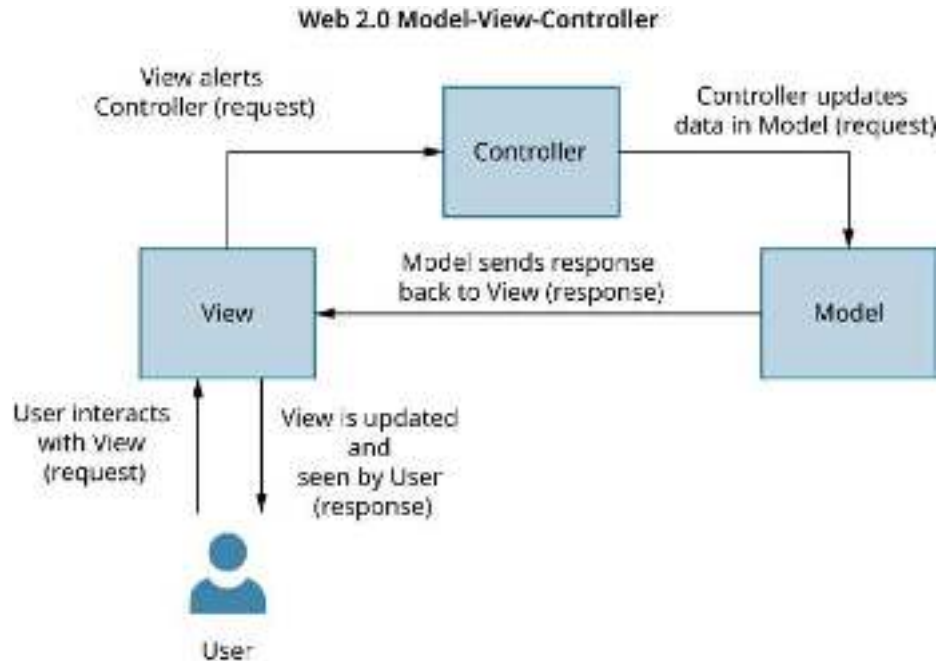 Web 2.0 Model-View-Controller
View alerts
Controller (request)
Controller updates
data in Model (request)
Controller
Model sends response
back to View (response)
View
Model
User interacts
with View
(request)
View is updated
and
seen by User
(response)
User